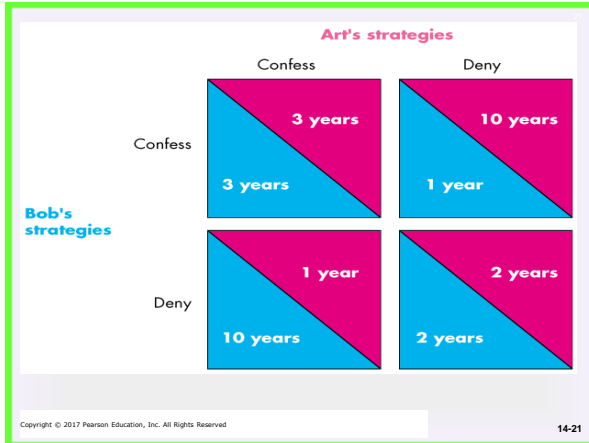 Art's strategies
Confess
Deny
Confess
3 years
10 years
3 years
1 year
Bob's
strategies
Deny
1 year
2 years
10 years
2 years
Copyright © 2017 Pearson Education, Inc. All Rights Reserved
14-21